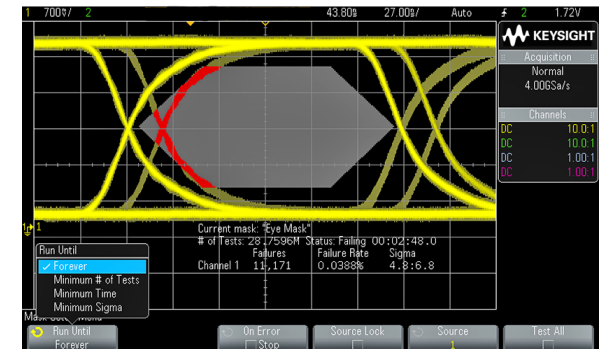 1 700♈/ 2 43.80s 27.00s/ Auto 2 1.72V
KEYSIGHT
Acquisition
Normal
4.00GSa/s
Channels
DC 10.0:1
DC 10.0:1
DC 1.00:1
DC 1.00:1
Current mask: "Eye Mask"
# of Tests: 28.7596M Status: Failing 00:02:48.0
Failures Failure Rate Sigma
Channel 1 11,171 0.0388% 4.8:6.8
Run Until
✓ Forever
Minimum # of Tests
Minimum Time
Minimum Sigma
Run Until On Error Source Lock Source Test All
Forever Stop 1